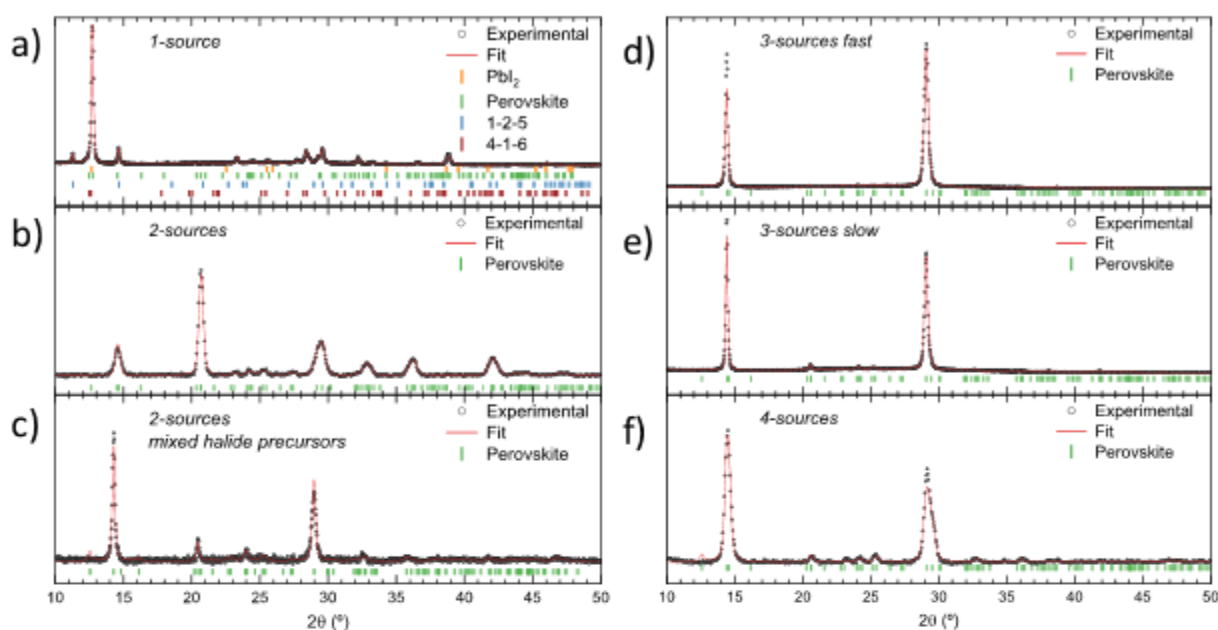 a)
1-source
Experimental
Fit
PbI₂
Perovskite
1-2-5
4-1-6
b)
2-sources
Experimental
Fit
Perovskite
c)
2-sources
mixed halide precursors
Experimental
Fit
Perovskite
10 15 20 25 30 35 40 45 50
2θ (º)
d)
3-sources fast
Experimental
Fit
Perovskite
e)
3-sources slow
Experimental
Fit
Perovskite
f)
4-sources
Experimental
Fit
Perovskite
10 15 20 25 30 35 40 45 50
2θ (º)